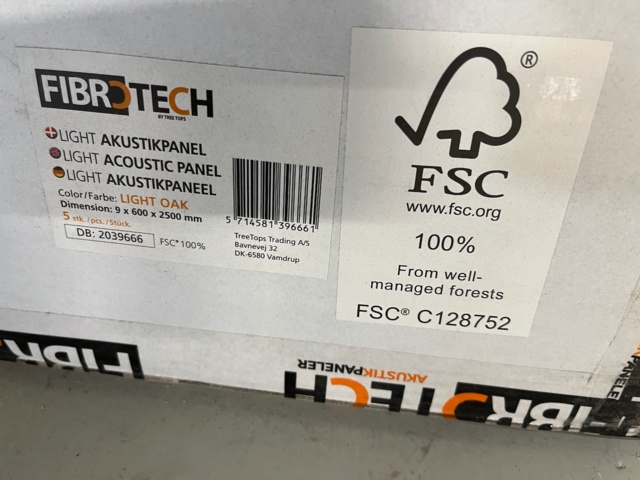 FIBROTECH
BY TREE TOPS
LIGHT AKUSTIKPANEL
LIGHT ACOUSTIC PANEL
LIGHT AKUSTIKPANEEL
Color/Farbe: LIGHT OAK
Dimension: 9 x 600 x 2500 mm
5 stk./pcs./Stück.
DB: 2039666
FSC® 100%
5 714581 396661
TreeTops Trading A/S
Bavnevej 32
DK-6580 Vamdrup
®
FSC
www.fsc.org
100%
From well-
managed forests
FSC® C128752
FIBR
AKUSTIKPANELER
FIBROTECH
AKUSTIKPANELE